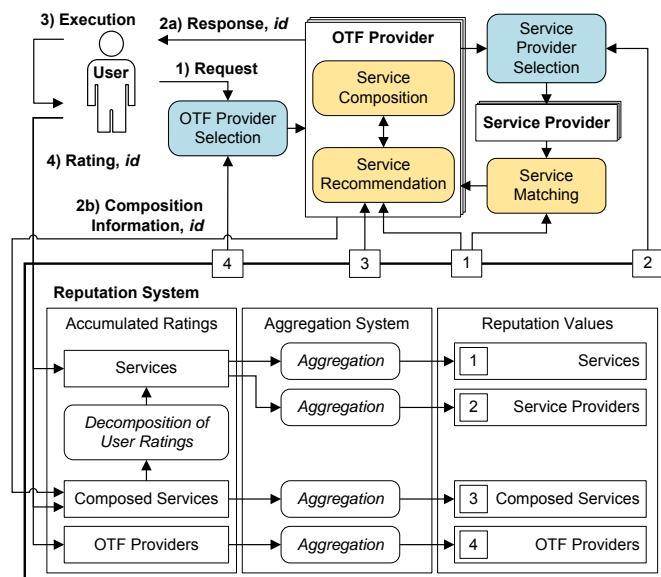 3) Execution
2a) Response, id
OTF Provider
Service
Provider
Selection
User
1) Request
Service
Composition
OTF Provider
Selection
Service Provider
4) Rating, id
Service
Recommendation
Service
Matching
2b) Composition
Information, id
4
3
1
2
Reputation System
Accumulated Ratings
Aggregation System
Reputation Values
Services
Aggregation
1
Services
Aggregation
2
Service Providers
Decomposition of
User Ratings
Composed Services
Aggregation
3
Composed Services
OTF Providers
Aggregation
4
OTF Providers